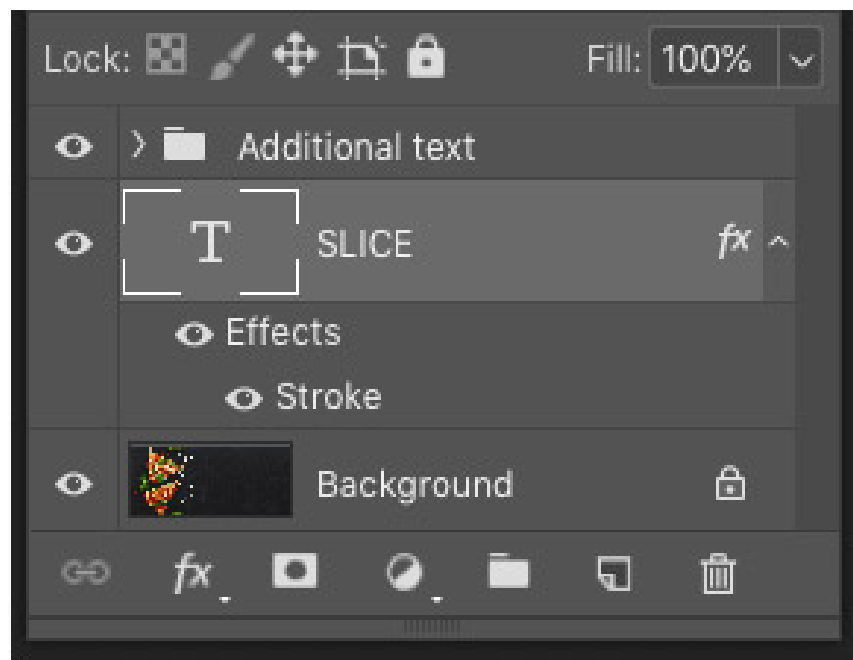 Lock: Fill: 100%
Additional text
T SLICE fx
Effects
Stroke
Background
fx